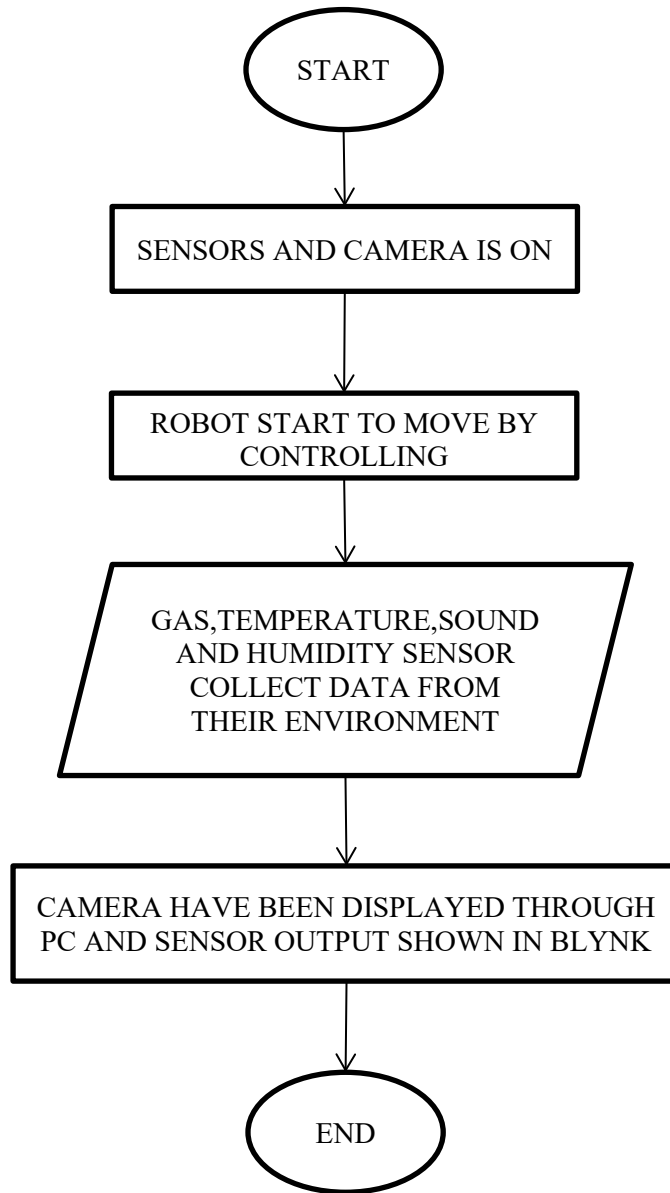 START
SENSORS AND CAMERA IS ON
ROBOT START TO MOVE BY
CONTROLLING
GAS,TEMPERATURE,SOUND
AND HUMIDITY SENSOR
COLLECT DATA FROM
THEIR ENVIRONMENT
CAMERA HAVE BEEN DISPLAYED THROUGH
PC AND SENSOR OUTPUT SHOWN IN BLYNK
END